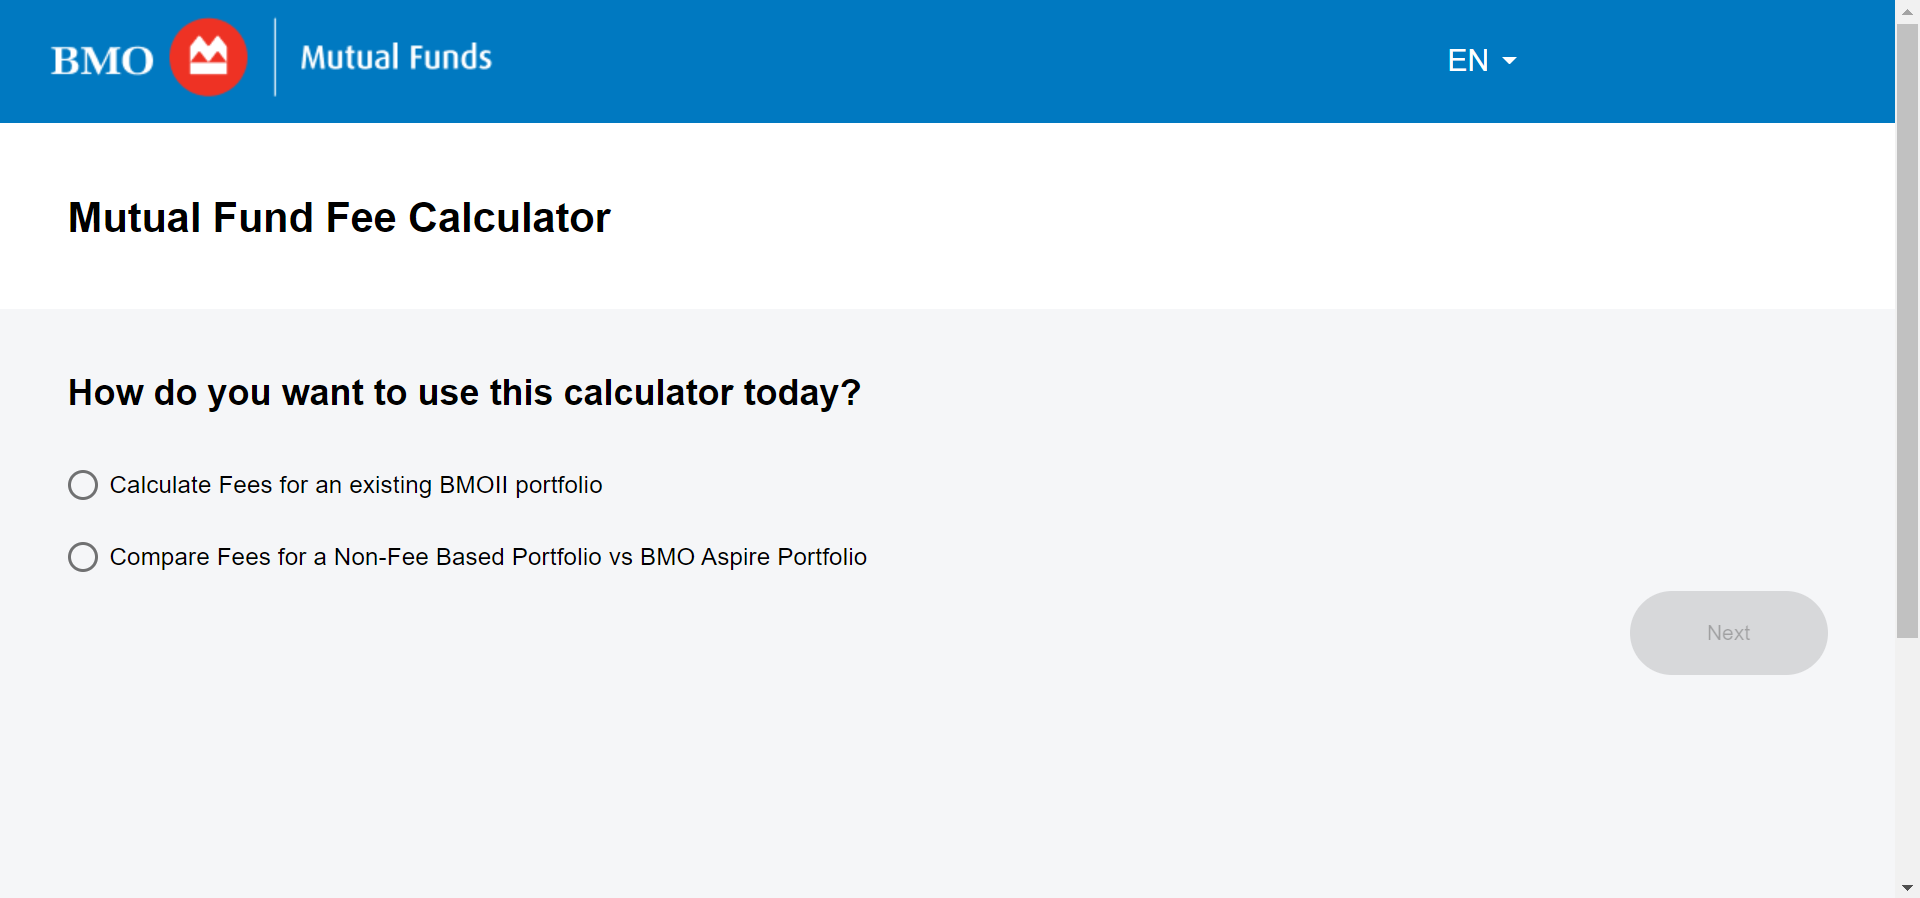 BMO Mutual Funds
EN
Mutual Fund Fee Calculator
How do you want to use this calculator today?
Calculate Fees for an existing BMOII portfolio
Compare Fees for a Non-Fee Based Portfolio vs BMO Aspire Portfolio
Next